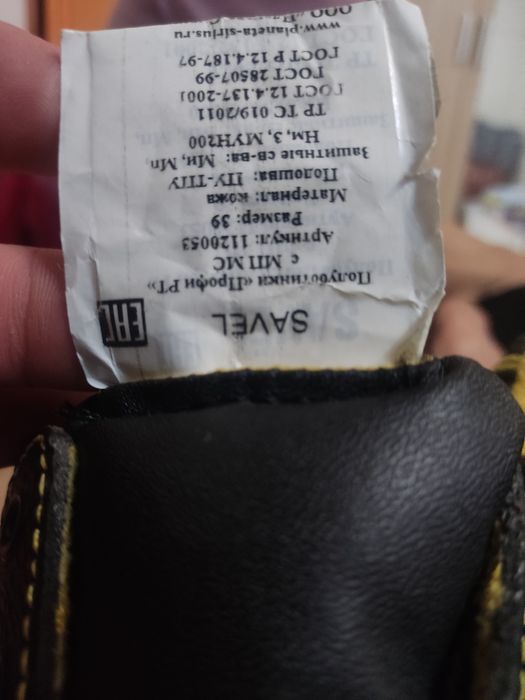 SAVEL EAC
Полуботинки «Профи РТ»
с МП МС
Артикул: 1120053
Размер: 39
Материал: кожа
Подошва: ПУ-ТПУ
Защитные св-ва: Ми, Мп,
Нм, З, МУН200
ТР ТС 019/2011
ГОСТ 12.4.137-2001
ГОСТ 28507-99
ГОСТ Р 12.4.187-97
www.planeta-sirius.ru
ООО